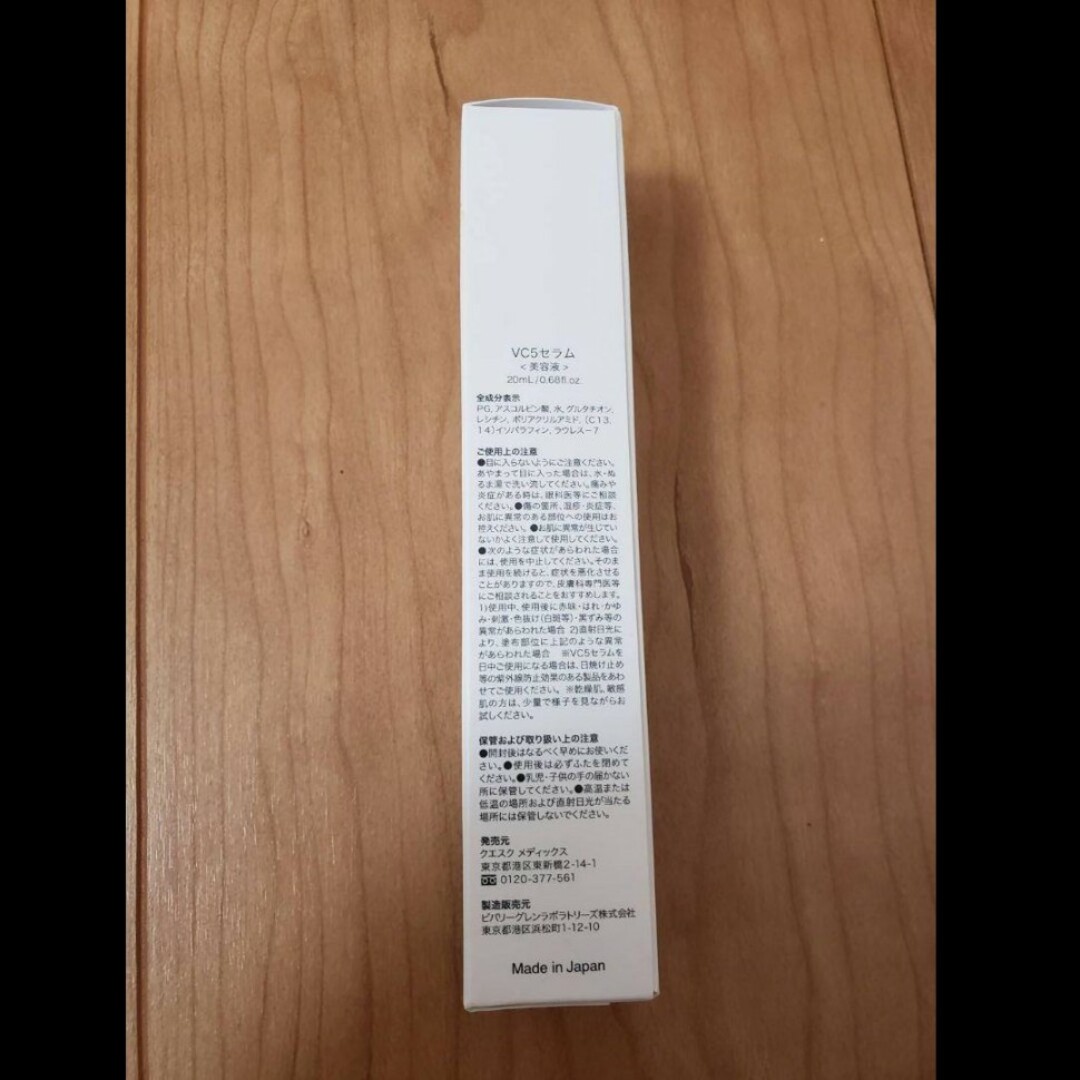 VC5セラム
<美容液>
20mL/0.68fl.oz.
全成分表示
PG、アスコルビン酸、水、グルタチオン、
レシチン、ポリアクリルアミド、(C13、
14)イソパラフィン、ラウレス-7
ご使用上の注意
●目に入らないようにご注意ください。
あやまって目に入った場合は、水・ぬ
るま湯で洗い流してください。痛みや
炎症がある時は、眼科医等にご相談
ください。●傷の箇所、湿疹・炎症等、
お肌に異常のある部位への使用はお
控えください。●お肌に異常が生じてい
ないかよく注意して使用してください。
●次のような症状があらわれた場合
には、使用を中止してください。そのま
ま使用を続けると、症状を悪化させる
ことがありますので、皮膚科専門医等
にご相談されることをおすすめします。
1)使用中、使用後に赤味・はれ・かゆ
み・刺激・色抜け(白斑等)・黒ずみ等の
異常があらわれた場合 2)直射日光に
より、塗布部位に上記のような異常
があらわれた場合 ※VC5セラムを
日中ご使用になる場合は、日焼け止め
等の紫外線防止効果のある製品をあわ
せてご使用ください。※乾燥肌、敏感
肌の方は、少量で様子を見ながらお
試しください。
保管および取り扱い上の注意
●開封後はなるべく早めにお使いくだ
さい。●使用後は必ずふたを閉めて
ください。●乳児・子供の手の届かない
所に保管してください。●高温または
低温の場所および直射日光が当たる
場所には保管しないでください。
発売元
クエスク メディックス
東京都港区東新橋2-14-1
0120-377-561
製造販売元
ビバリーグレンラボラトリーズ株式会社
東京都港区浜松町1-12-10
Made in Japan